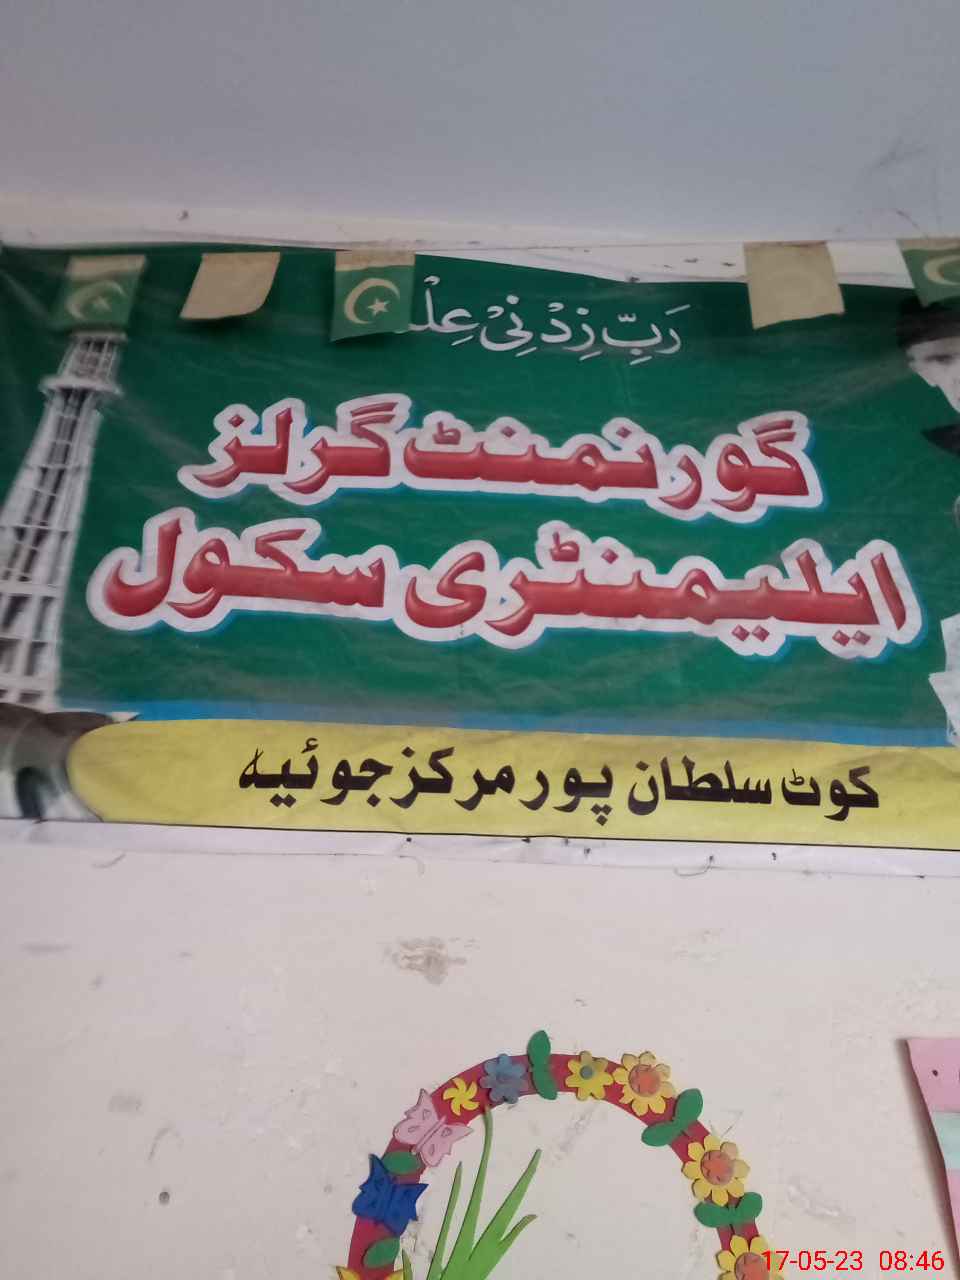 رَبِّ زِدْنِیْ
گورنمنٹ گرلز
ایلیمنٹری سکول
کوٹ سلطان پور مرکز جوئیہ
17-05-23 08:46